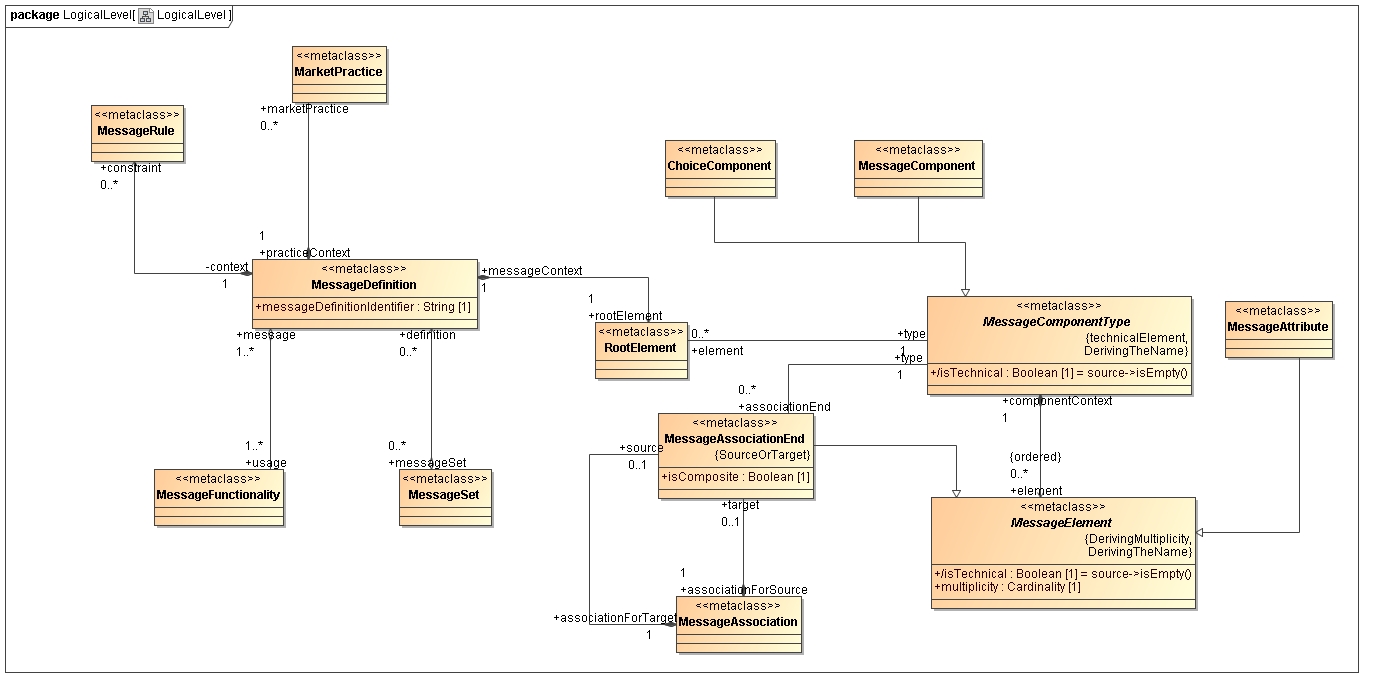 package LogicalLevel[ LogicalLevel ]
<<metaclass>>
MarketPractice
+marketPractice
0..*
<<metaclass>>
MessageRule
+constraint
0..*
<<metaclass>>
ChoiceComponent
<<metaclass>>
MessageComponent
1
+practiceContext
-context
1
<<metaclass>>
MessageDefinition
+messageDefinitionIdentifier : String [1]
+messageContext
1
1
+rootElement
<<metaclass>>
RootElement
0..*
+element
+type
1
+type
1
<<metaclass>>
MessageComponentType
{technicalElement,
DerivingTheName}
+/isTechnical : Boolean [1] = source->isEmpty()
<<metaclass>>
MessageAttribute
+message
1..*
+definition
0..*
1..*
+usage
0..*
+messageSet
<<metaclass>>
MessageFunctionality
<<metaclass>>
MessageSet
0..*
+associationEnd
<<metaclass>>
MessageAssociationEnd
{SourceOrTarget}
+isComposite : Boolean [1]
+source
0..1
+target
0..1
+componentContext
1
{ordered}
0..*
+element
<<metaclass>>
MessageElement
{DerivingMultiplicity,
DerivingTheName}
+/isTechnical : Boolean [1] = source->isEmpty()
+multiplicity : Cardinality [1]
1
+associationForSource
+associationForTarget
1
<<metaclass>>
MessageAssociation